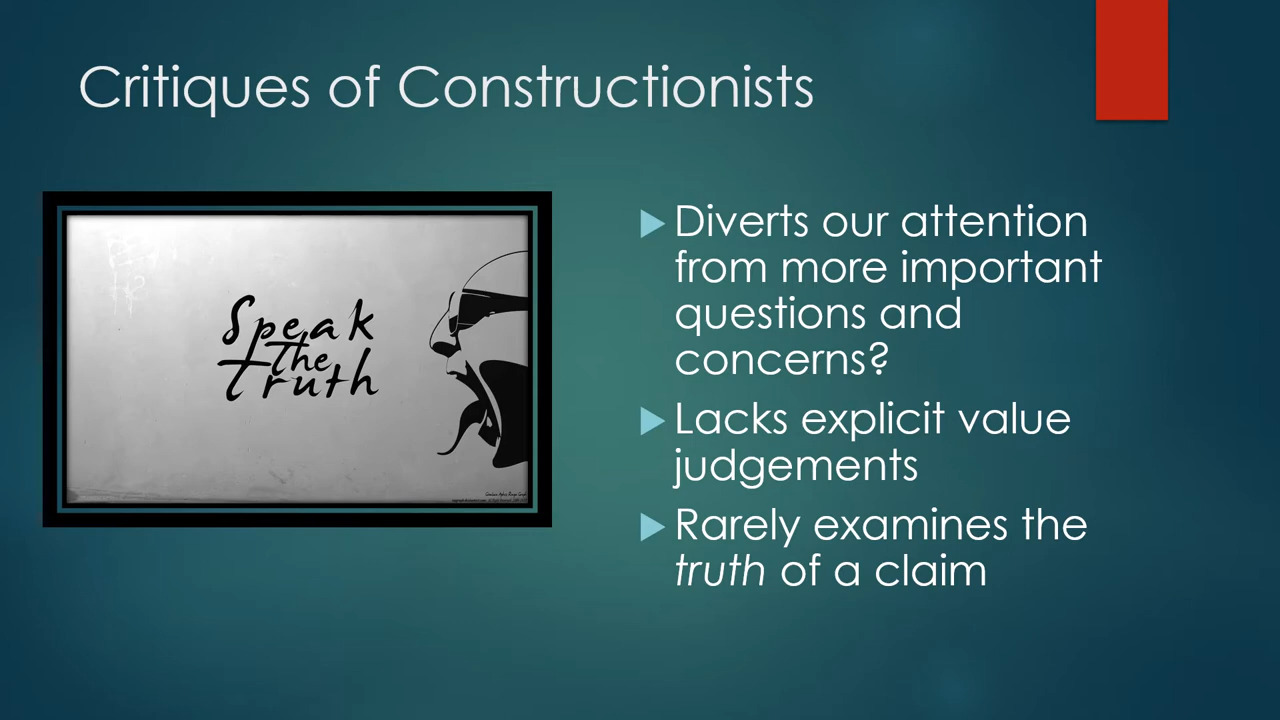 Critiques of Constructionists
Speak
the
Truth
Diverts our attention
from more important
questions and
concerns?
Lacks explicit value
judgements
Rarely examines the
truth of a claim